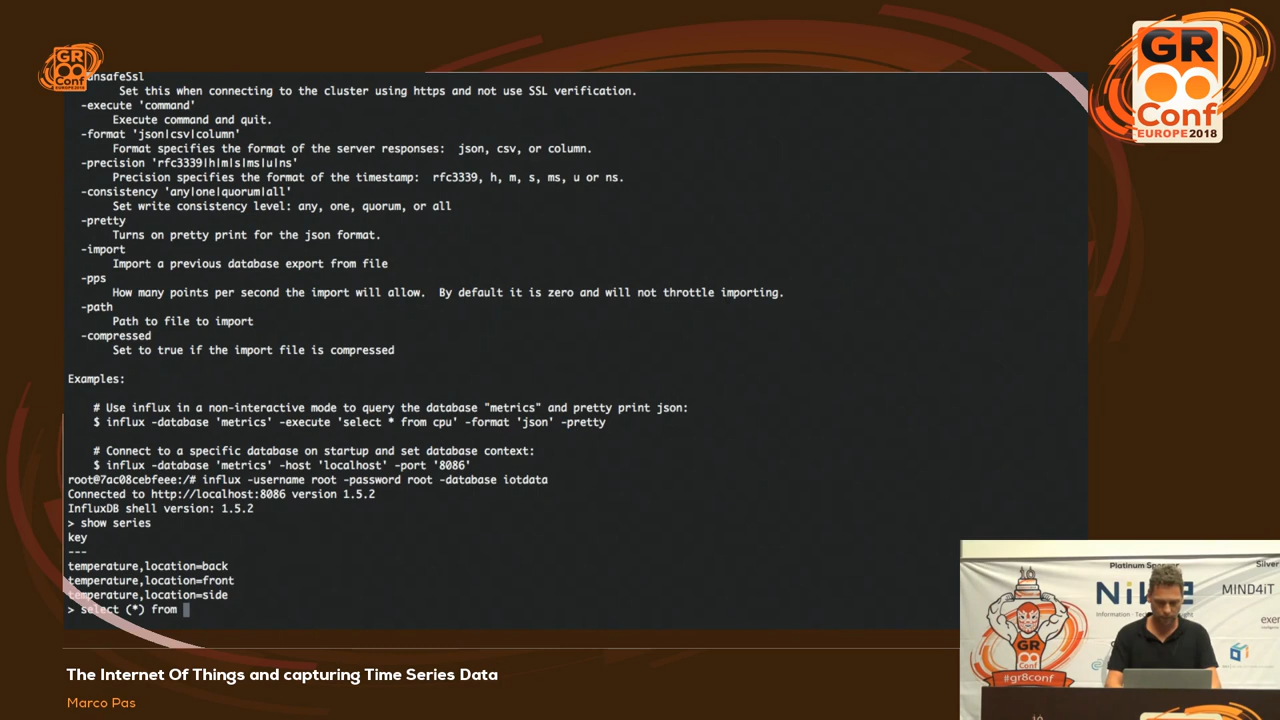 GR
Conf
EUROPE 2018
GR
Conf
EUROPE 2018
unsafeSsl
Set this when connecting to the cluster using https and not use SSL verification.
-execute 'command'
Execute command and quit.
-format 'json|csv|column'
Format specifies the format of the server responses:  json, csv, or column.
-precision 'rfc3339|h|m|s|ms|u|ns'
Precision specifies the format of the timestamp:  rfc3339, h, m, s, ms, u or ns.
-consistency 'any|one|quorum|all'
Set write consistency level: any, one, quorum, or all
-pretty
Turns on pretty print for the json format.
-import
Import a previous database export from file
-pps
How many points per second the import will allow.  By default it is zero and will not throttle importing.
-path
Path to file to import
-compressed
Set to true if the import file is compressed
Examples:
# Use influx in a non-interactive mode to query the database "metrics" and pretty print json:
$ influx -database 'metrics' -execute 'select * from cpu' -format 'json' -pretty
# Connect to a specific database on startup and set database context:
$ influx -database 'metrics' -host 'localhost' -port '8086'
root@7ac08cebfeee:/# influx -username root -password root -database iotdata
Connected to http://localhost:8086 version 1.5.2
InfluxDB shell version: 1.5.2
> show series
key
---
temperature,location=back
temperature,location=front
temperature,location=side
> select (*) from
Platinum
Silver
MIND4iT
Information
GR
Conf
#gr8conf
The Internet Of Things and capturing Time Series Data
Marco Pas